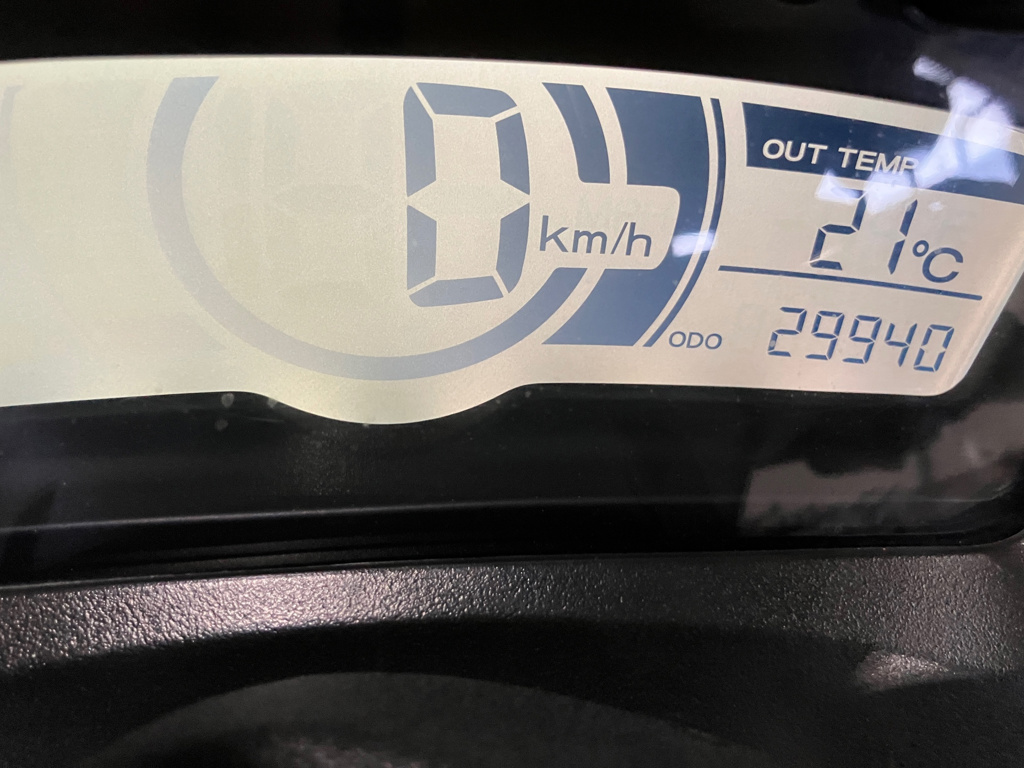 0 km/h
OUT TEMP
21°C
ODO 29940